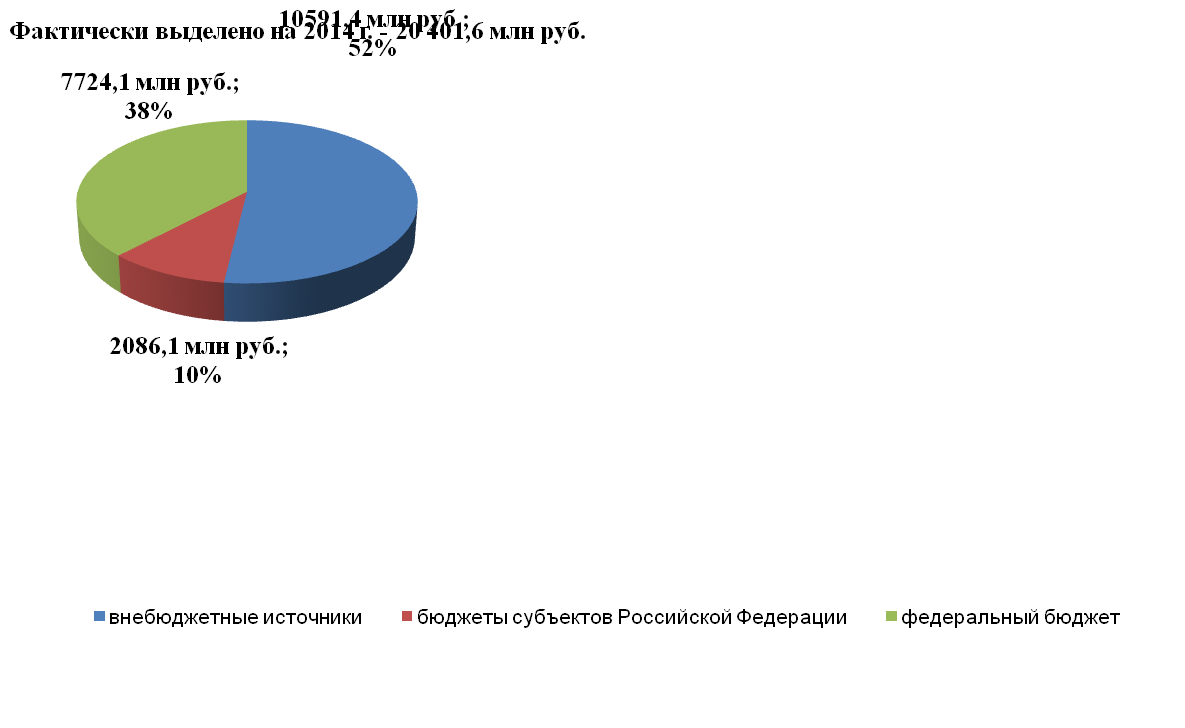 10591,4 млн руб.;
52%
Фактически выделено на 2014 г. - 20 401,6 млн руб.
7724,1 млн руб.;
38%
2086,1 млн руб.;
10%
внебюджетные источники
бюджеты субъектов Российской Федерации
федеральный бюджет